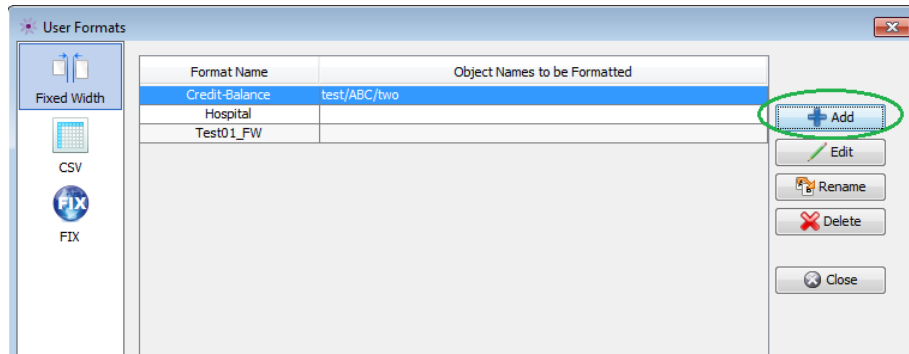 User Formats
Fixed Width
CSV
FIX
FIX
Format Name Object Names to be Formatted
Credit-Balance test/ABC/two
Hospital
Test01_FW
Add
Edit
Rename
Delete
Close